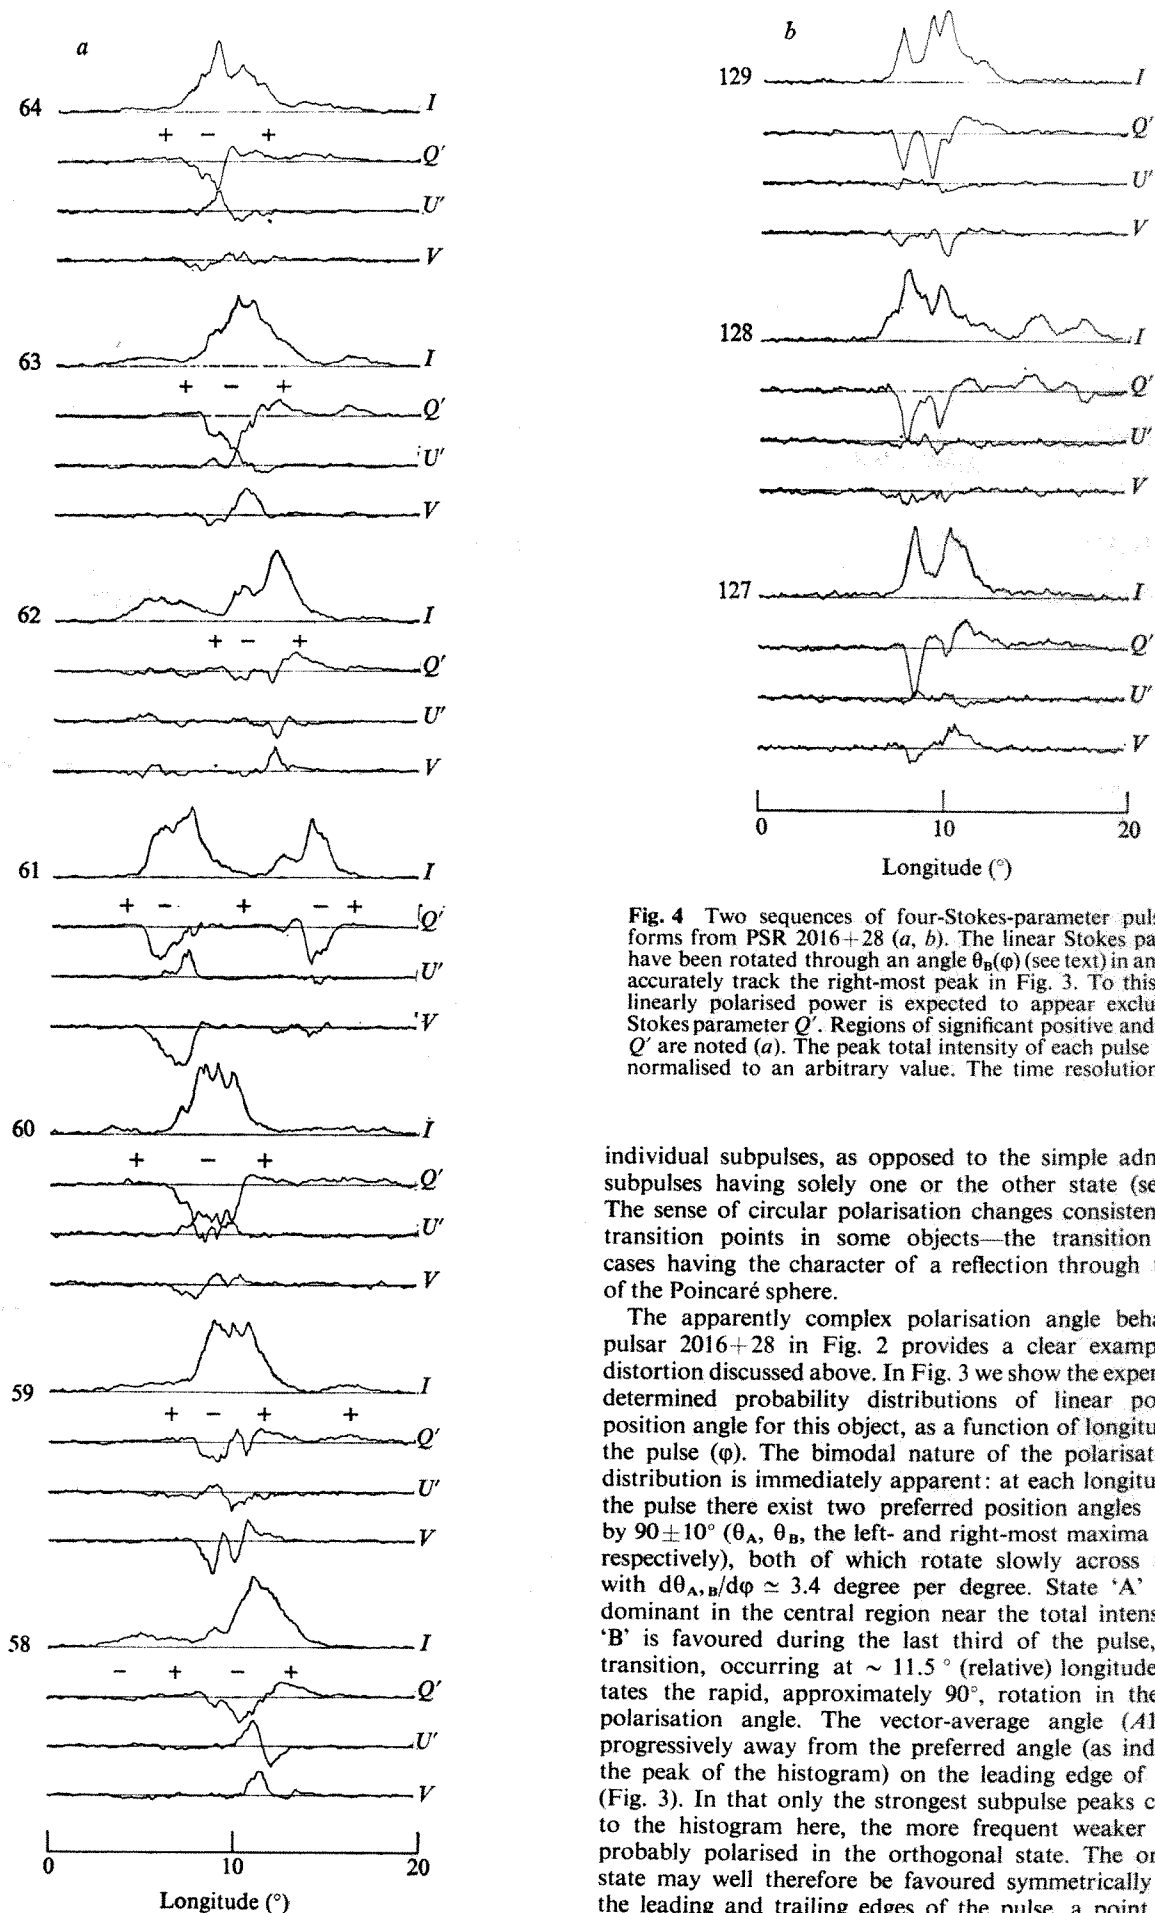 a
64
I
+ − +
Q'
U'
V
63
I
+ − +
Q'
U'
V
62
I
+ − +
Q'
U'
V
61
I
+ − + − +
Q'
U'
V
60
I
+ − +
Q'
U'
V
59
I
+ − + +
Q'
U'
V
58
I
− + − +
Q'
U'
V
0 10 20
Longitude (°)
b
129
I
Q'
U'
V
128
I
Q'
U'
V
127
I
Q'
U'
V
0 10 20
Longitude (°)
Fig. 4 Two sequences of four-Stokes-parameter puls
forms from PSR 2016+28 (a, b). The linear Stokes pa
have been rotated through an angle θB(φ) (see text) in an
accurately track the right-most peak in Fig. 3. To this
linearly polarised power is expected to appear exclu
Stokes parameter Q'. Regions of significant positive and
Q' are noted (a). The peak total intensity of each pulse
normalised to an arbitrary value. The time resolution
individual subpulses, as opposed to the simple adn
subpulses having solely one or the other state (se
The sense of circular polarisation changes consisten
transition points in some objects—the transition
cases having the character of a reflection through
of the Poincaré sphere.
The apparently complex polarisation angle beha
pulsar 2016+28 in Fig. 2 provides a clear examp
distortion discussed above. In Fig. 3 we show the exper
determined probability distributions of linear po
position angle for this object, as a function of longitu
the pulse (φ). The bimodal nature of the polarisat
distribution is immediately apparent: at each longitu
the pulse there exist two preferred position angles
by 90±10° (θA, θB, the left- and right-most maxima
respectively), both of which rotate slowly across
with dθA,B/dφ ≃ 3.4 degree per degree. State ‘A’
dominant in the central region near the total intens
‘B’ is favoured during the last third of the pulse,
transition, occurring at ~ 11.5 ° (relative) longitude
tates the rapid, approximately 90°, rotation in the
polarisation angle. The vector-average angle (A1
progressively away from the preferred angle (as ind
the peak of the histogram) on the leading edge of
(Fig. 3). In that only the strongest subpulse peaks c
to the histogram here, the more frequent weaker
probably polarised in the orthogonal state. The or
state may well therefore be favoured symmetrically
the leading and trailing edges of the pulse, a point